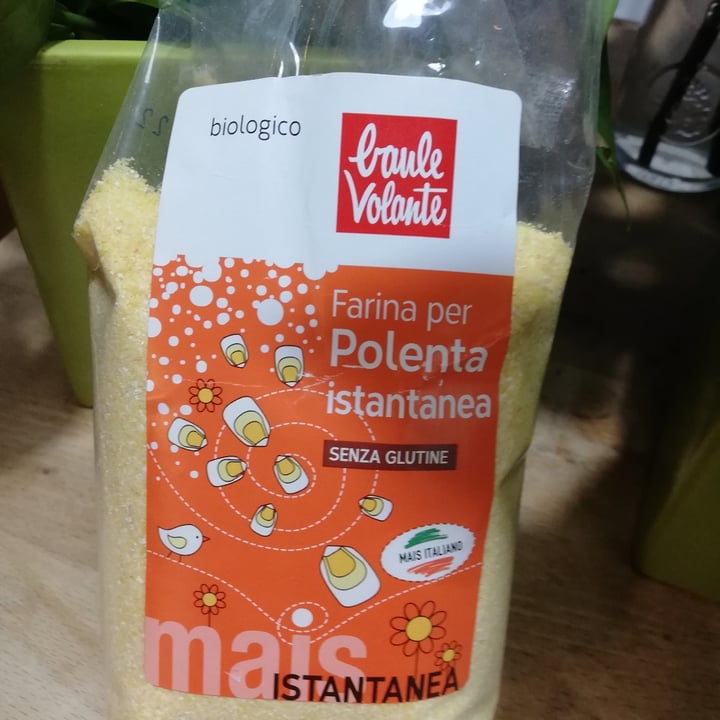 biologico
baule
Volante
Farina per
Polenta
istantanea
SENZA GLUTINE
MAIS ITALIANO
mais
ISTANTANEA